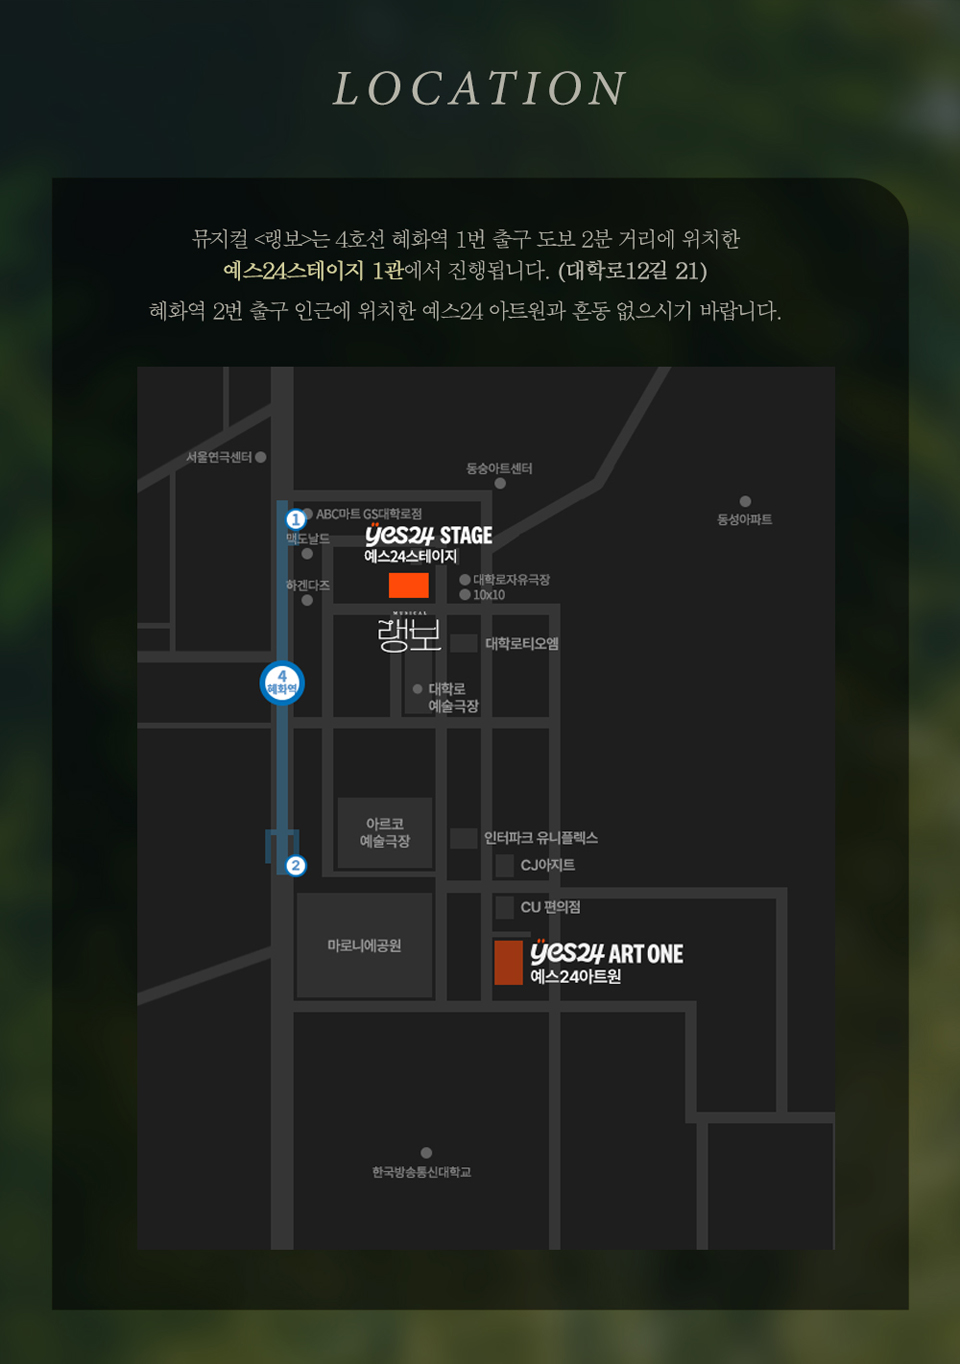 LOCATION
뮤지컬 <랭보>는 4호선 혜화역 1번 출구 도보 2분 거리에 위치한
예스24스테이지 1관에서 진행됩니다. (대학로12길 21)
혜화역 2번 출구 인근에 위치한 예스24 아트원과 혼동 없으시기 바랍니다.
서울연극센터
동숭아트센터
동성아파트
1
ABC마트 GS대학로점
맥도날드
yes24 STAGE
예스24스테이지
하겐다즈
대학로자유극장
10x10
MUSICAL
랭보
대학로티오엠
4
혜화역
대학로
예술극장
아르코
예술극장
인터파크 유니플렉스
CJ아지트
2
CU 편의점
마로니에공원
yes24 ART ONE
예스24아트원
한국방송통신대학교